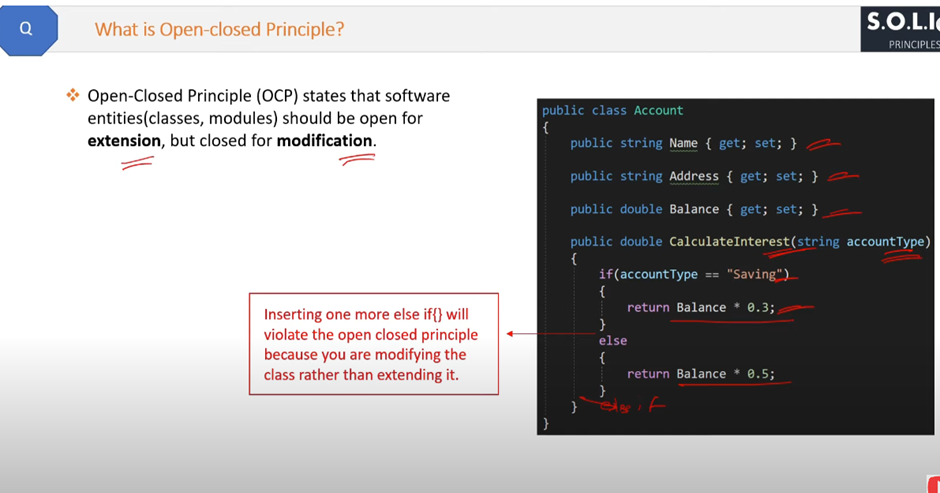 Q
What is Open-closed Principle?
S.O.L.I
PRINCIPLES
❖ Open-Closed Principle (OCP) states that software
entities(classes, modules) should be open for
extension, but closed for modification.
public class Account
{
public string Name { get; set; }
public string Address { get; set; }
public double Balance { get; set; }
public double CalculateInterest(string accountType)
{
if(accountType == "Saving")
{
return Balance * 0.3;
}
else
{
return Balance * 0.5;
}
} else if
}
Inserting one more else if{} will
violate the open closed principle
because you are modifying the
class rather than extending it.